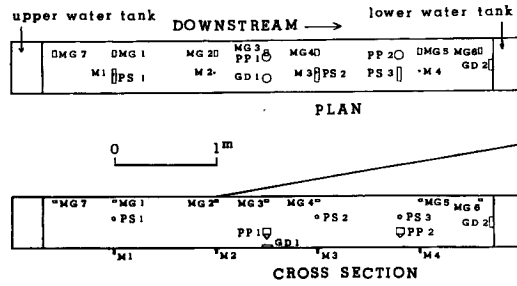 upper water tank
lower water tank
DOWNSTREAM
MG 7 MG 1 MG 2 MG 3 MG 4 MG 5 MG 6
PP 1 PP 2
GD 2
M 1 PS 1 M 2 GD 1 M 3 PS 2 PS 3 M 4
PLAN
0 1 m
MG 7 MG 1 MG 2 MG 3 MG 4 MG 5 MG 6
PS 1 PS 2 PS 3 GD 2
PP 1 PP 2
GD 1
M 1 M 2 M 3 M 4
CROSS SECTION